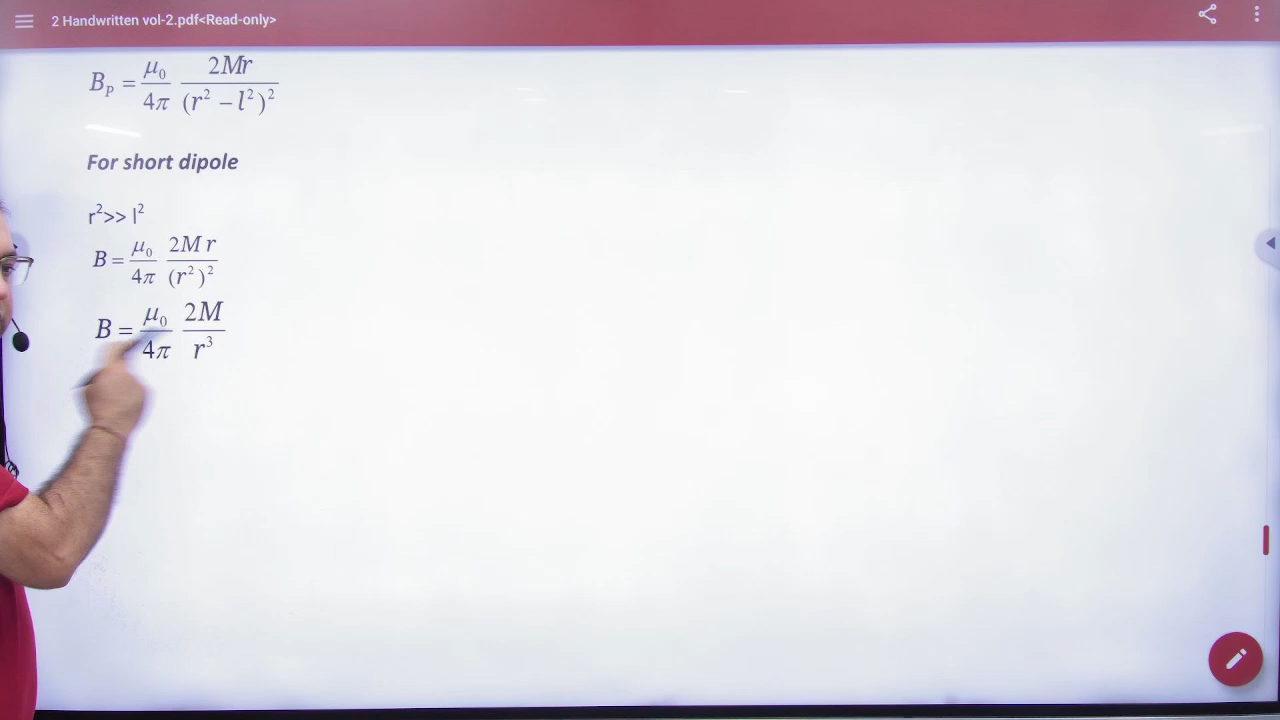 2 Handwritten vol-2.pdf<Read-only>
B_P = μ₀/4π 2Mr/(r² − l²)²
For short dipole
r²>> l²
B = μ₀/4π 2M r/(r²)²
B = μ₀/4π 2M/r³